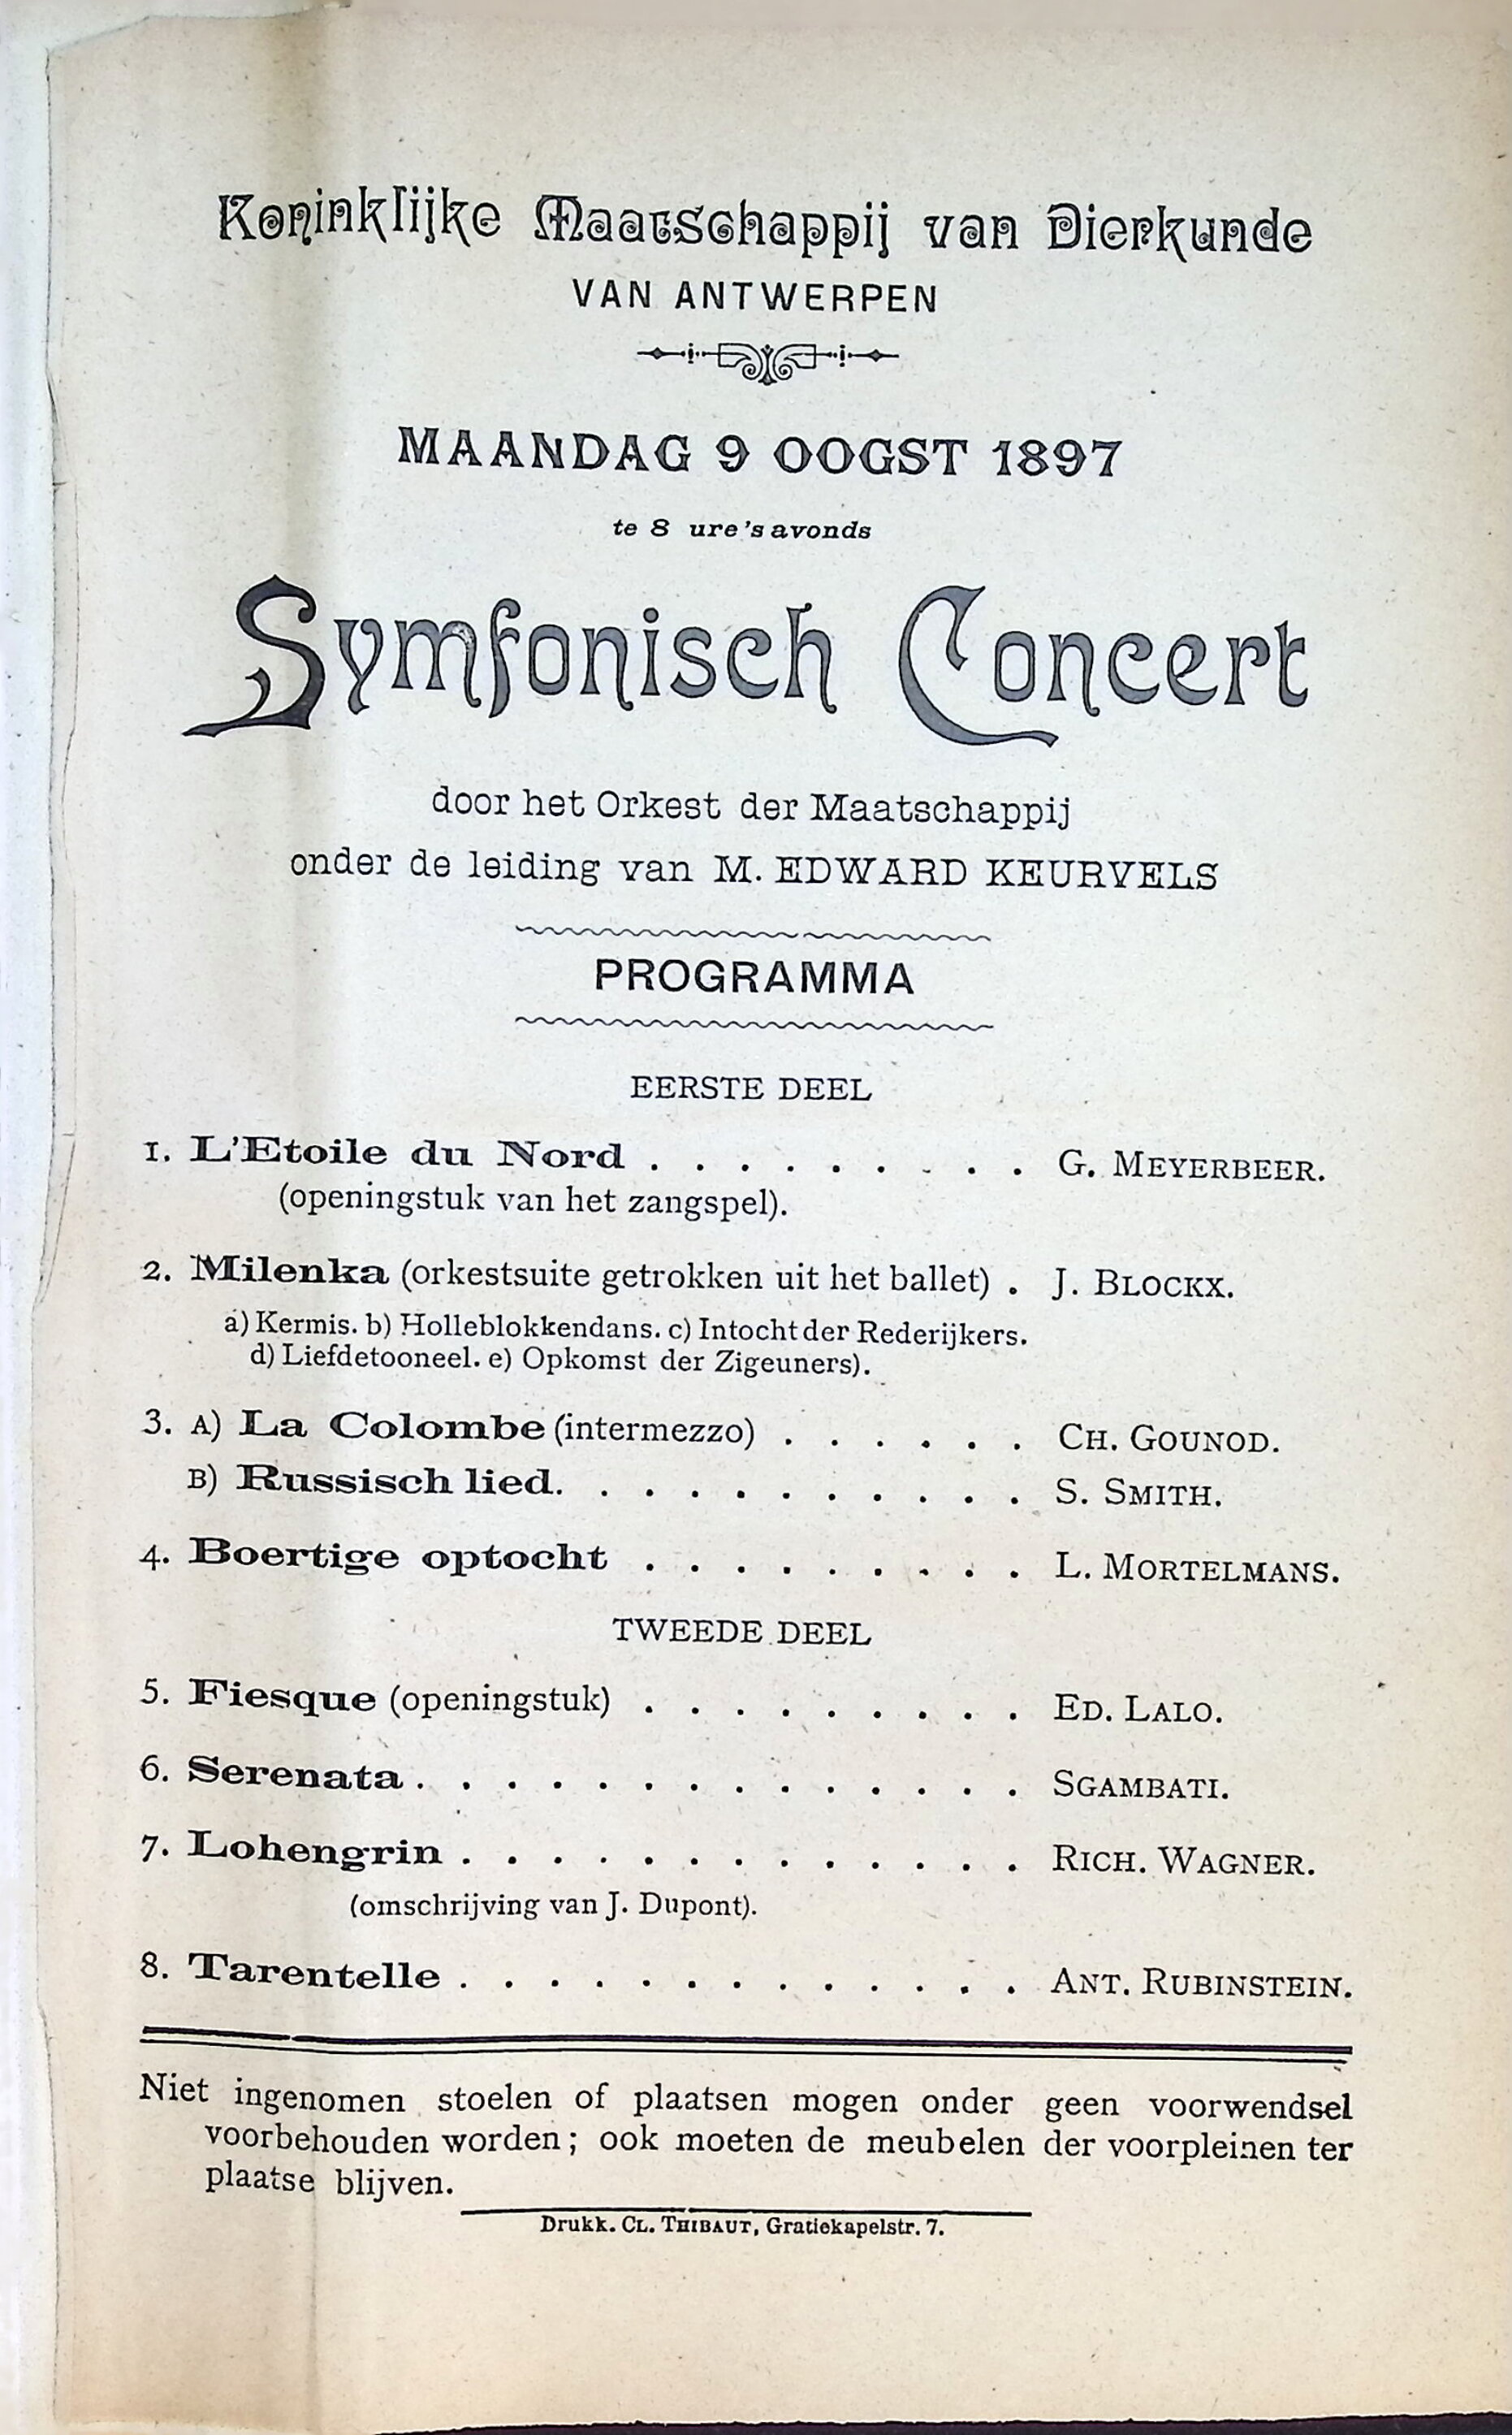 Koninklijke Maatschappij van Dierkunde
VAN ANTWERPEN
MAANDAG 9 OOGST 1897
te 8 ure 's avonds
Symfonisch Concert
door het Orkest der Maatschappij
onder de leiding van M. EDWARD KEURVELS
PROGRAMMA
EERSTE DEEL
1. L'Etoile du Nord . . . . . . . . . G. MEYERBEER.
(openingstuk van het zangspel).
2. Milenka (orkestsuite getrokken uit het ballet) . J. BLOCKX.
a) Kermis. b) Holleblokkendans. c) Intocht der Rederijkers.
d) Liefdetooneel. e) Opkomst der Zigeuners).
3. A) La Colombe (intermezzo) . . . . . . CH. GOUNOD.
B) Russisch lied. . . . . . . . . . . S. SMITH.
4. Boertige optocht . . . . . . . . . L. MORTELMANS.
TWEEDE DEEL
5. Fiesque (openingstuk) . . . . . . . . . ED. LALO.
6. Serenata . . . . . . . . . . . . . . SGAMBATI.
7. Lohengrin . . . . . . . . . . . . . RICH. WAGNER.
(omschrijving van J. Dupont).
8. Tarentelle . . . . . . . . . . . . . ANT. RUBINSTEIN.
Niet ingenomen stoelen of plaatsen mogen onder geen voorwendsel
voorbehouden worden; ook moeten de meubelen der voorpleinen ter
plaatse blijven.
Drukk. CL. THIBAUT, Gratiekapelstr. 7.